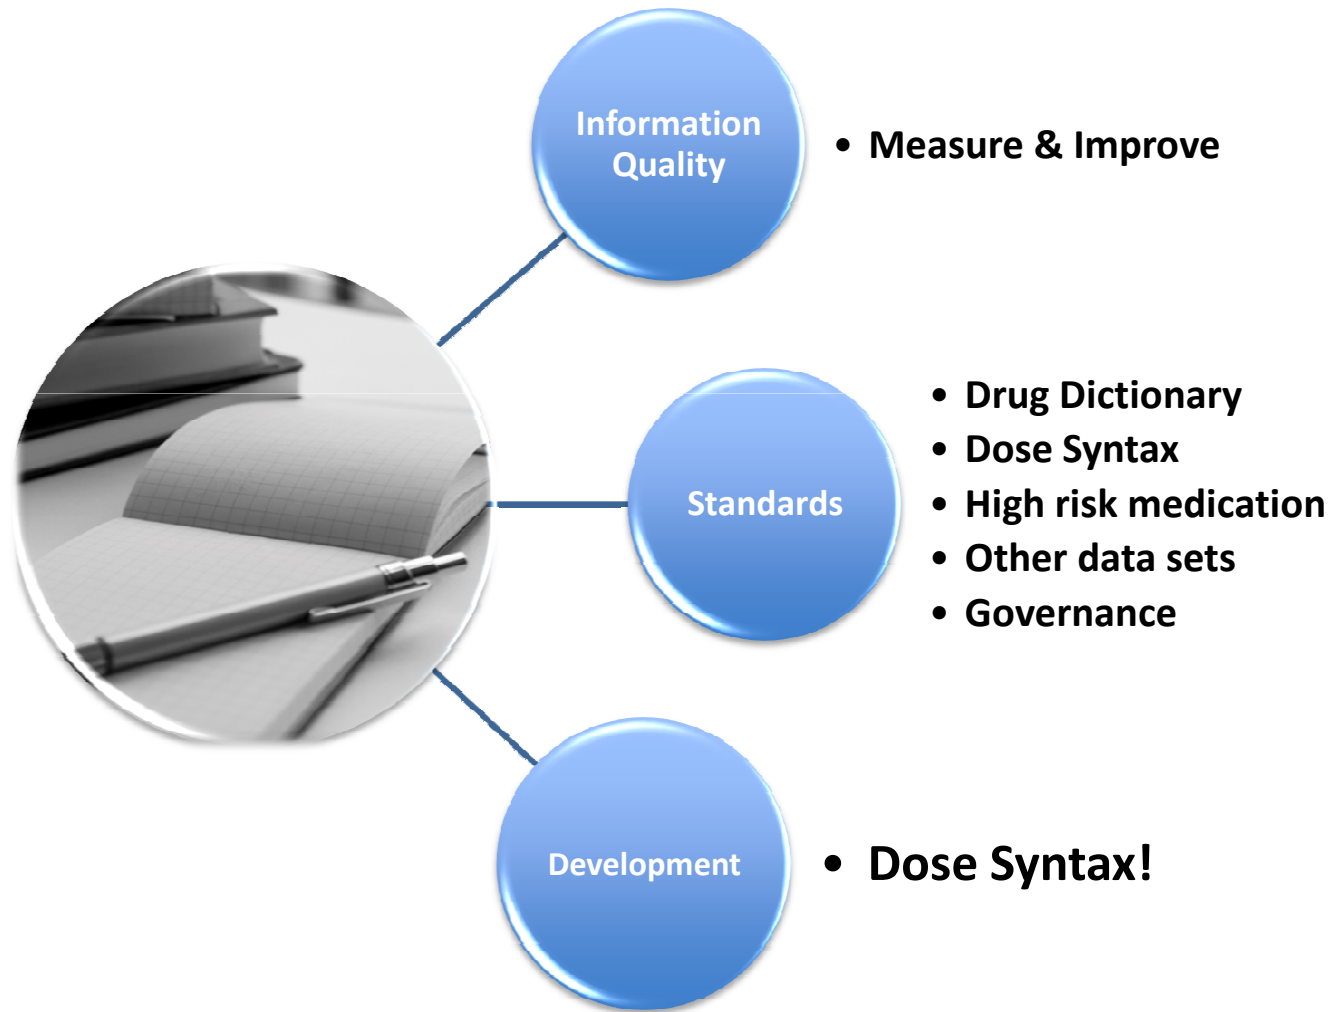 Information
Quality
• Measure & Improve
Standards
• Drug Dictionary
• Dose Syntax
• High risk medication
• Other data sets
• Governance
Development
• Dose Syntax!